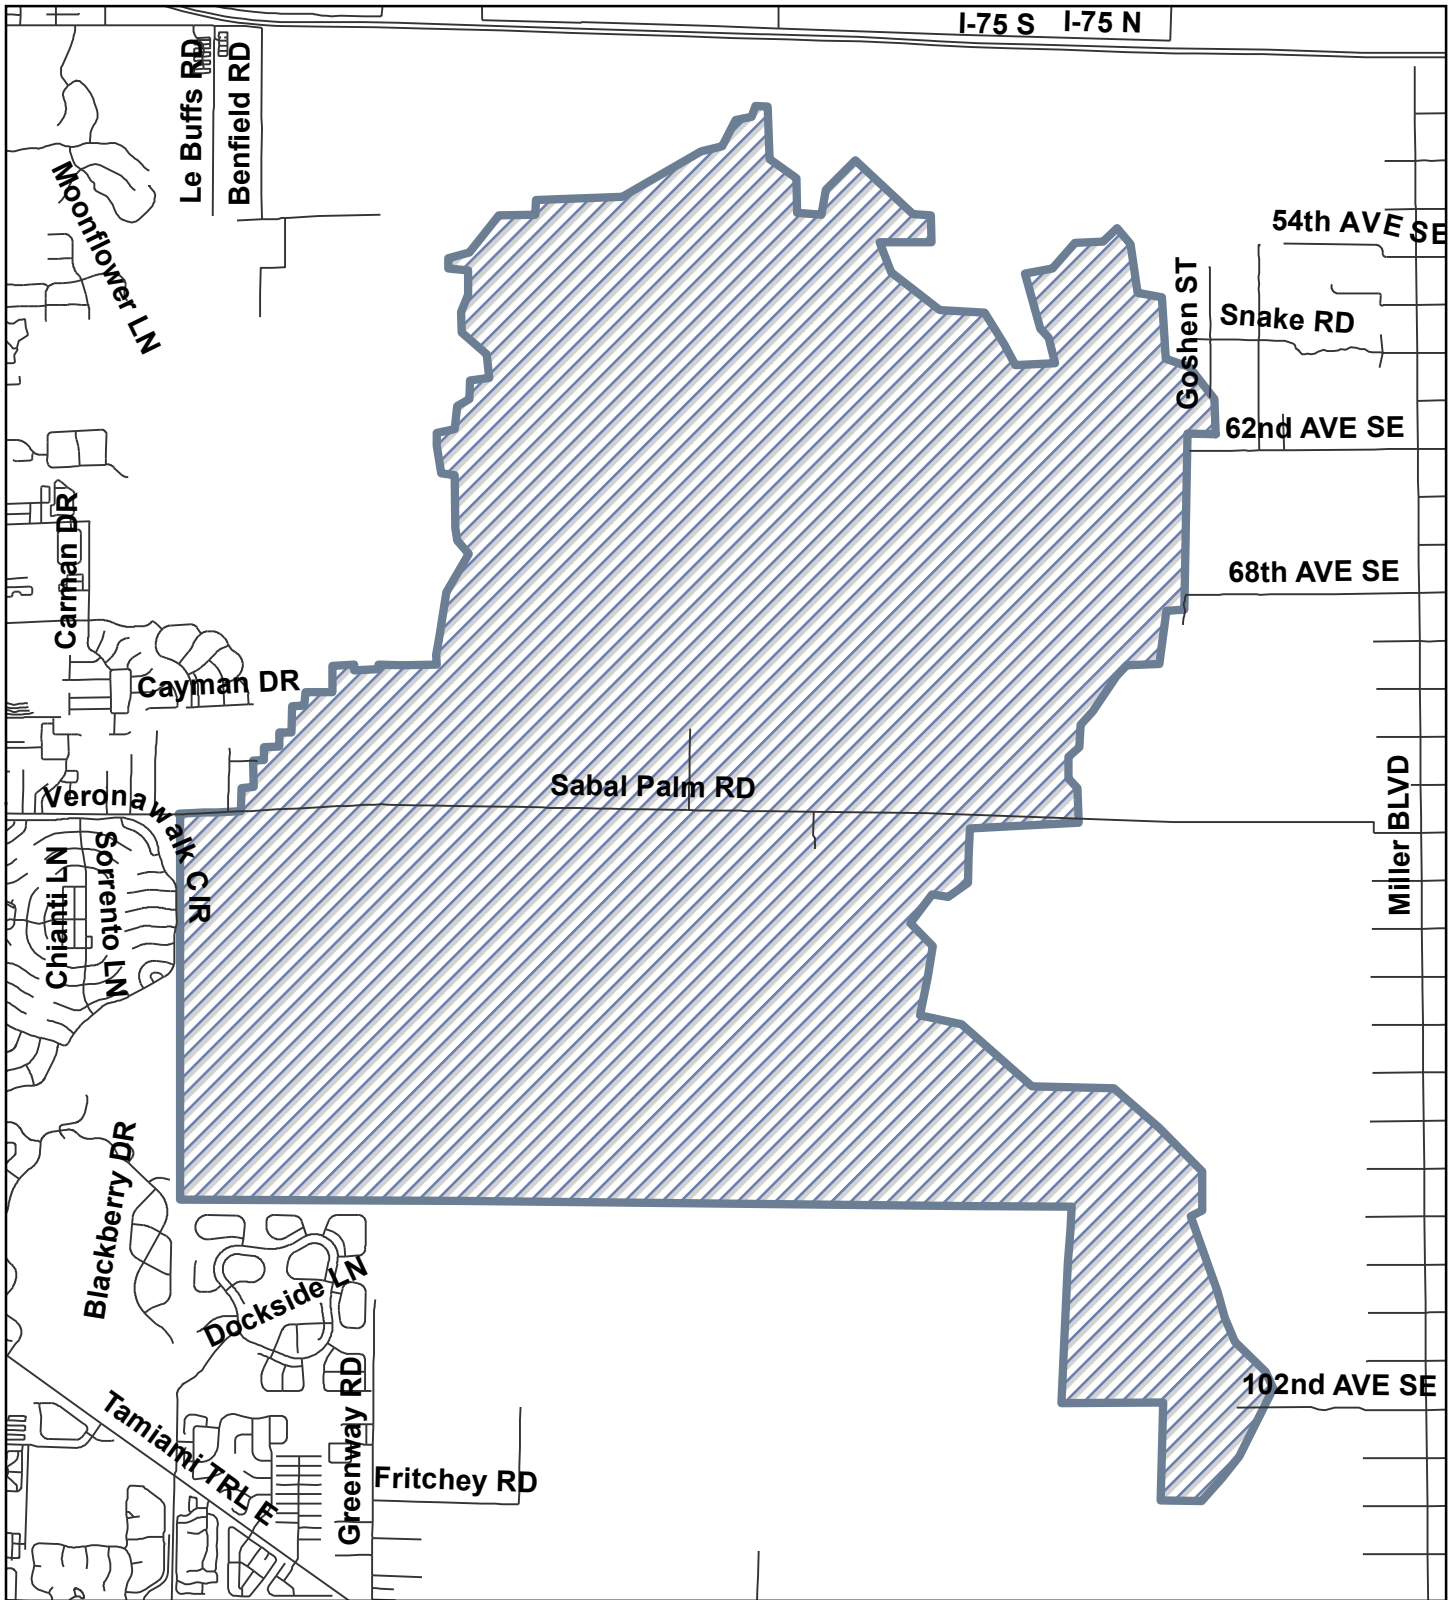 I-75 S
I-75 N
Le Buffs RD
Benfield RD
Moonflower LN
54th AVE SE
Goshen ST
Snake RD
62nd AVE SE
Carman DR
68th AVE SE
Cayman DR
Sabal Palm RD
Veronawalk CIR
Miller BLVD
Chianti LN
Sorrento LN
Blackberry DR
Dockside LN
Greenway RD
102nd AVE SE
Tamiami TRL E
Fritchey RD